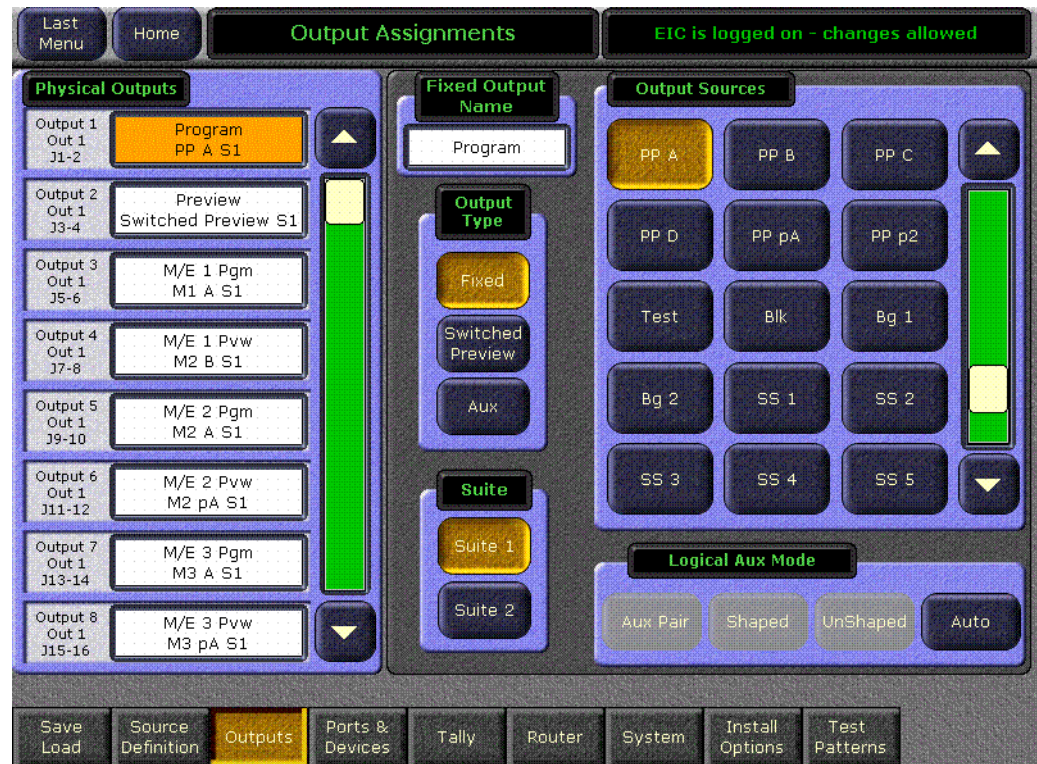 Last
Menu
Home
Output Assignments
EIC is logged on - changes allowed
Physical Outputs
Output 1
Out 1
J1-2
Program
PP A S1
Output 2
Out 1
J3-4
Preview
Switched Preview S1
Output 3
Out 1
J5-6
M/E 1 Pgm
M1 A S1
Output 4
Out 1
J7-8
M/E 1 Pvw
M2 B S1
Output 5
Out 1
J9-10
M/E 2 Pgm
M2 A S1
Output 6
Out 1
J11-12
M/E 2 Pvw
M2 pA S1
Output 7
Out 1
J13-14
M/E 3 Pgm
M3 A S1
Output 8
Out 1
J15-16
M/E 3 Pvw
M3 pA S1
Fixed Output
Name
Program
Output
Type
Fixed
Switched
Preview
Aux
Suite
Suite 1
Suite 2
Output Sources
PP A
PP B
PP C
PP D
PP pA
PP p2
Test
Blk
Bg 1
Bg 2
SS 1
SS 2
SS 3
SS 4
SS 5
Logical Aux Mode
Aux Pair
Shaped
UnShaped
Auto
Save
Load
Source
Definition
Outputs
Ports &
Devices
Tally
Router
System
Install
Options
Test
Patterns